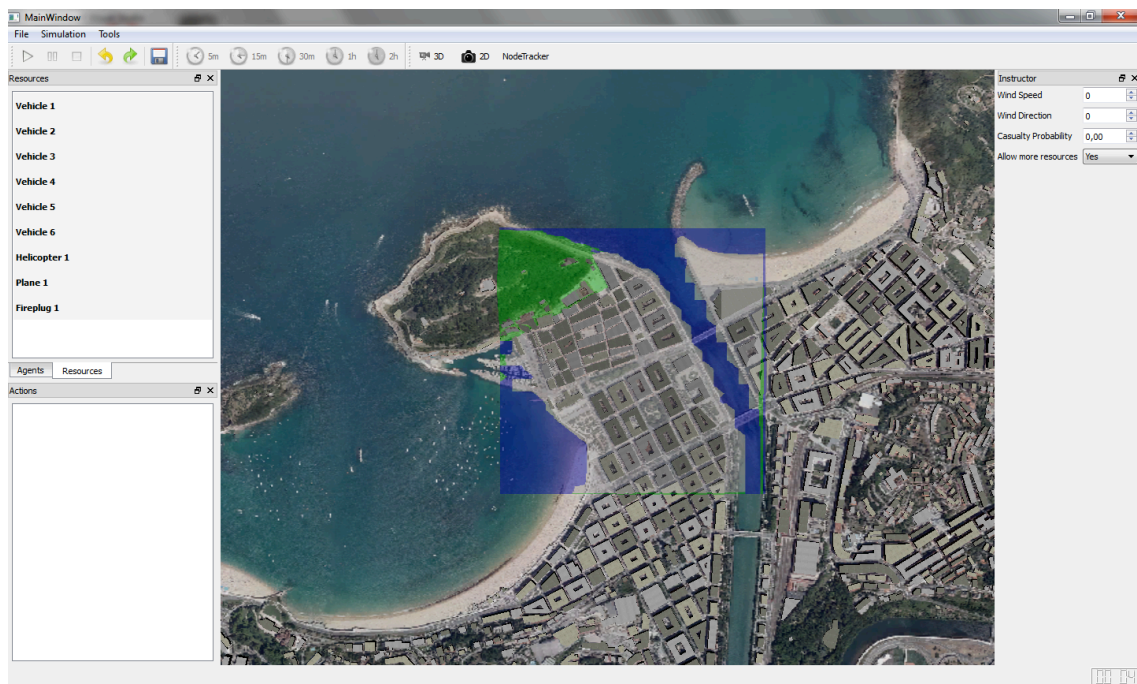 MainWindow
File Simulation Tools
5m 15m 30m 1h 2h 3D 2D NodeTracker
Resources
Vehicle 1
Vehicle 2
Vehicle 3
Vehicle 4
Vehicle 5
Vehicle 6
Helicopter 1
Plane 1
Fireplug 1
Agents Resources
Actions
Instructor
Wind Speed 0
Wind Direction 0
Casualty Probability 0,00
Allow more resources Yes